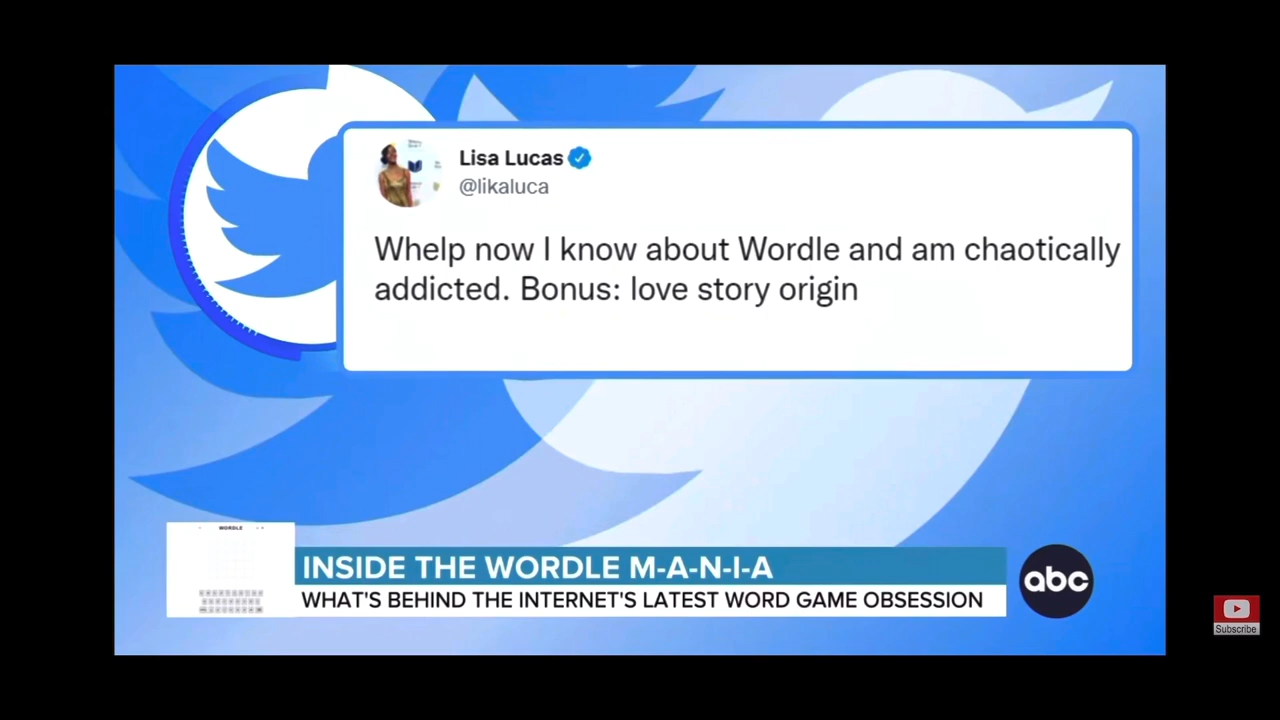 Lisa Lucas
@likaluca
Whelp now I know about Wordle and am chaotically
addicted. Bonus: love story origin
WORDLE
INSIDE THE WORDLE M-A-N-I-A
WHAT'S BEHIND THE INTERNET'S LATEST WORD GAME OBSESSION
abc
Subscribe